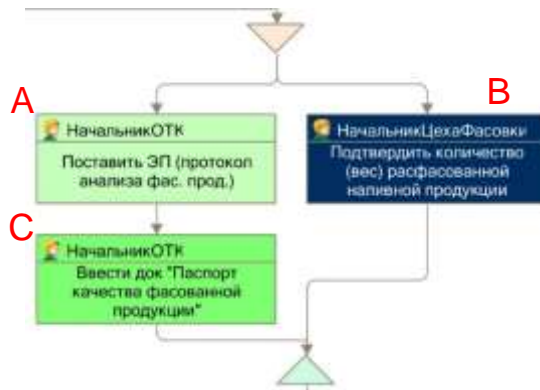 A
НачальникОТК
Поставить ЭП (протокол
анализа фас. прод.)
B
НачальникЦехаФасовки
Подтвердить количество
(вес) расфасованной
наливной продукции
C
НачальникОТК
Ввести док "Паспорт
качества фасованной
продукции"